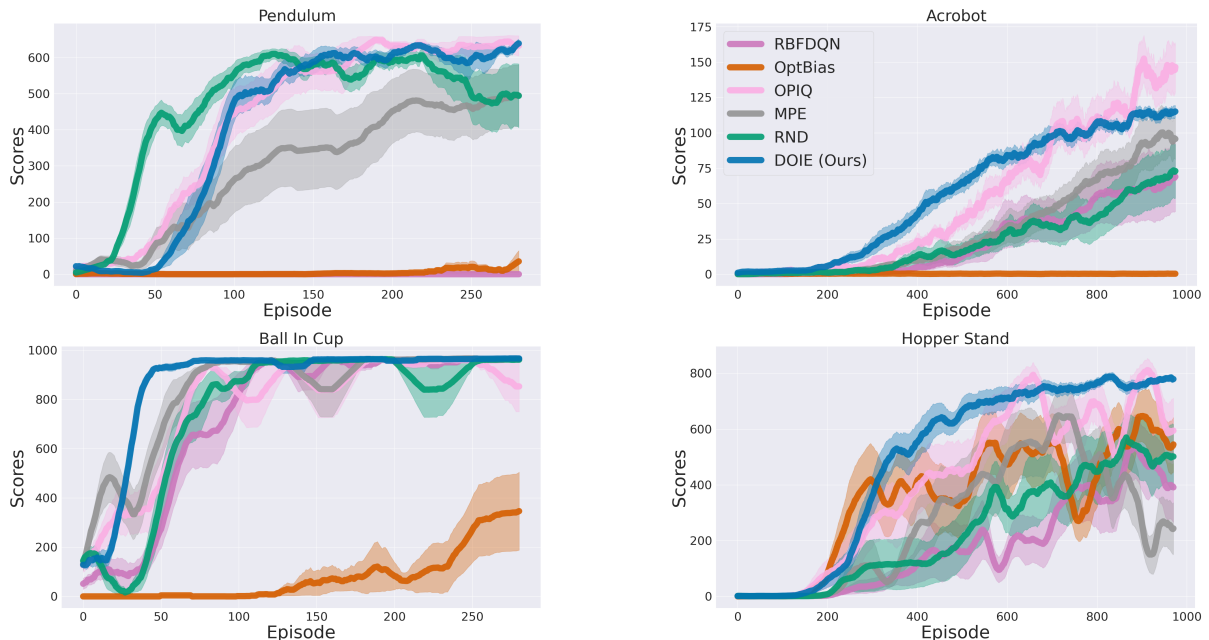 Pendulum
600
500
400
300
200
100
0
Scores
0 50 100 150 200 250
Episode
Acrobot
175
150
125
100
75
50
25
0
Scores
RBFDQN
OptBias
OPIQ
MPE
RND
DOIE (Ours)
0 200 400 600 800 1000
Episode
Ball In Cup
1000
800
600
400
200
0
Scores
0 50 100 150 200 250
Episode
Hopper Stand
800
600
400
200
0
Scores
0 200 400 600 800 1000
Episode